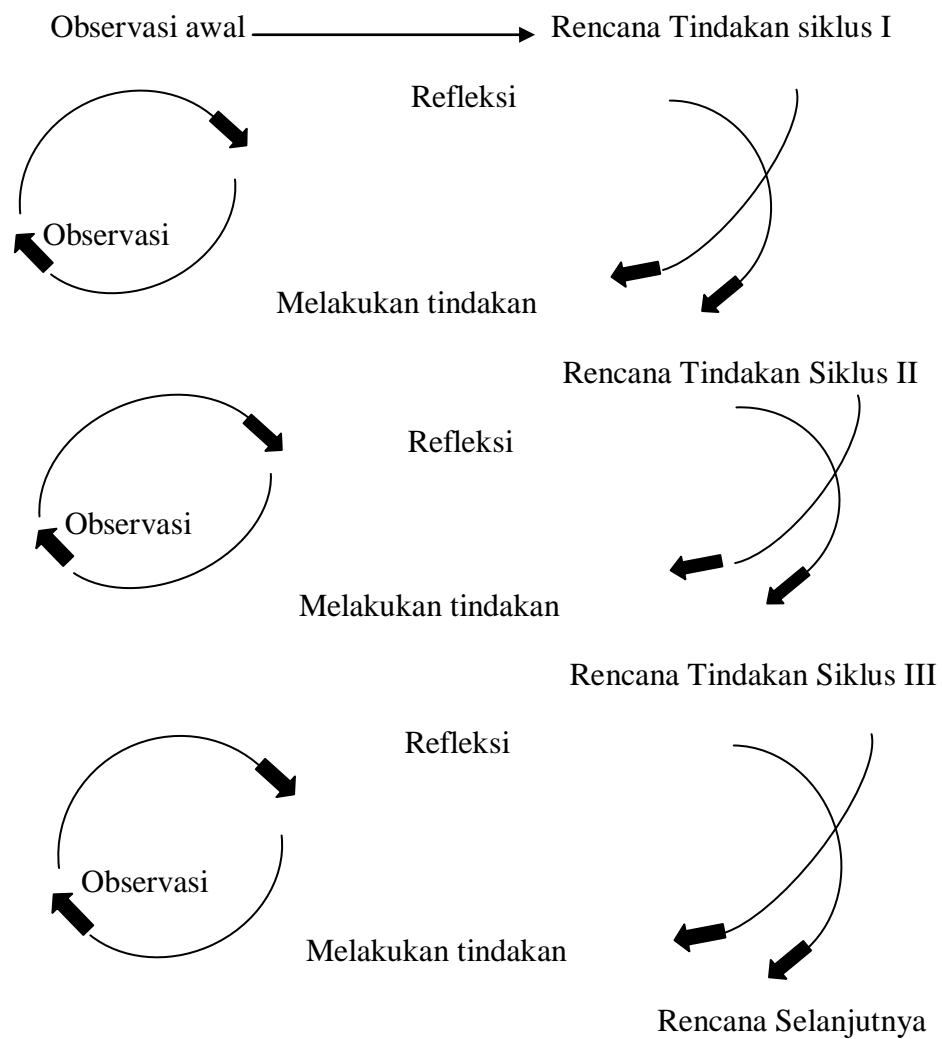 Observasi awal Rencana Tindakan siklus I
Refleksi
Observasi
Melakukan tindakan
Rencana Tindakan Siklus II
Refleksi
Observasi
Melakukan tindakan
Rencana Tindakan Siklus III
Refleksi
Observasi
Melakukan tindakan
Rencana Selanjutnya